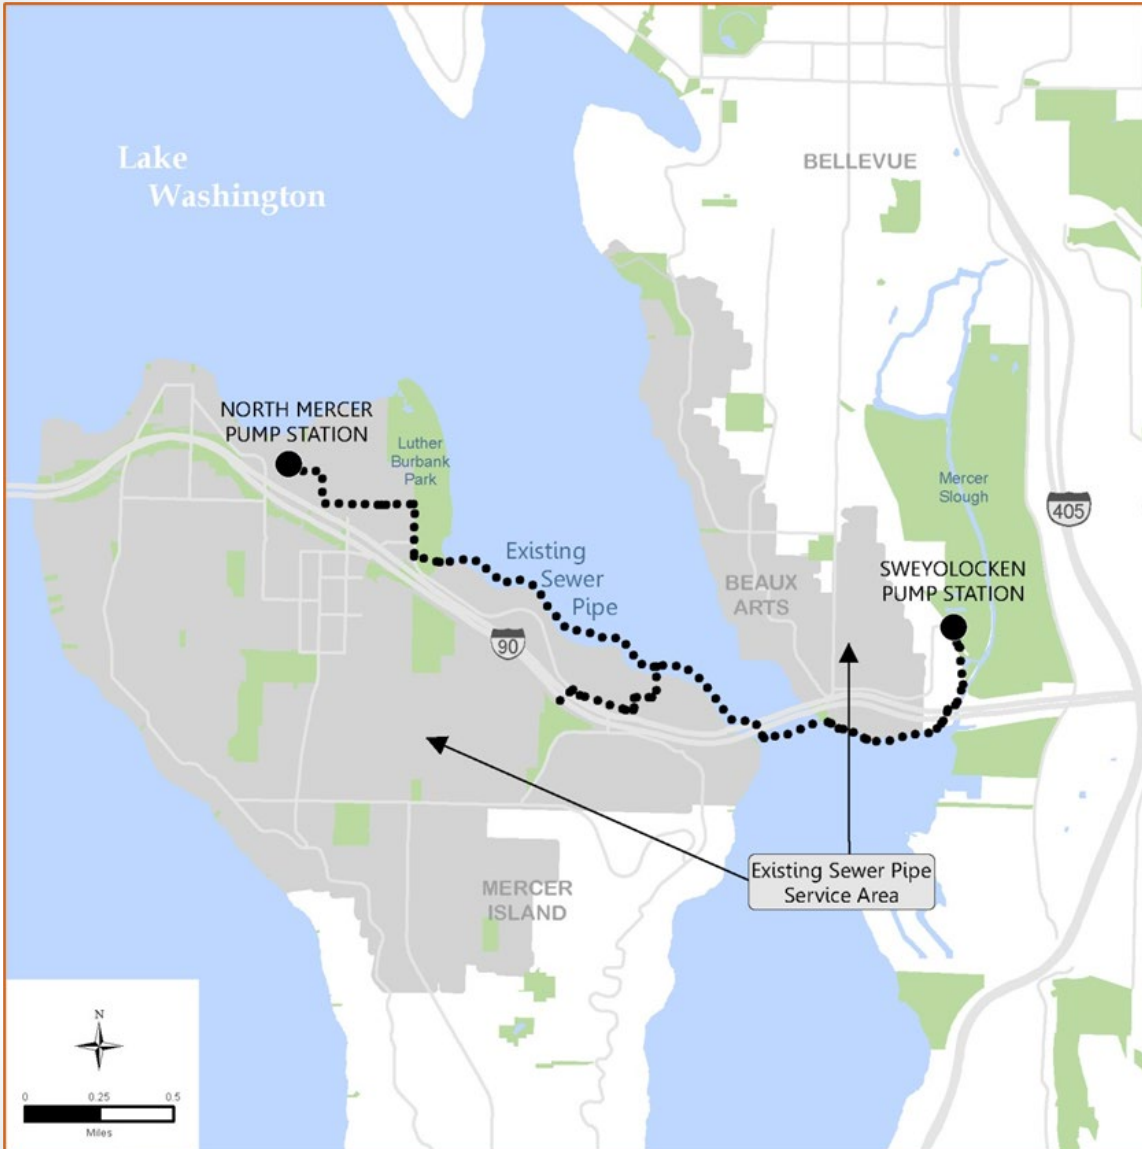 Lake
Washington
BELLEVUE
NORTH MERCER
PUMP STATION
Luther
Burbank
Park
Mercer
Slough
405
Existing
Sewer
Pipe
BEAUX
ARTS
SWEYOLOCKEN
PUMP STATION
90
Existing Sewer Pipe
Service Area
MERCER
ISLAND
N
0 0.25 0.5
Miles